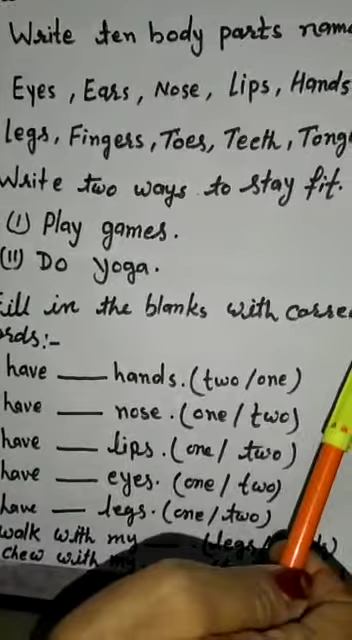 Write ten body parts name
Eyes, Ears, Nose, Lips, Hands
Legs, Fingers, Toes, Teeth, Tong
Write two ways to stay fit.
(I) Play games.
(II) Do yoga.
ill in the blanks with correc
rds:-
have ___ hands. (two/one)
have ___ nose. (one/two)
have ___ lips. (one/two)
have ___ eyes. (one/two)
have ___ legs. (one/two)
walk with my (legs/
chew with my